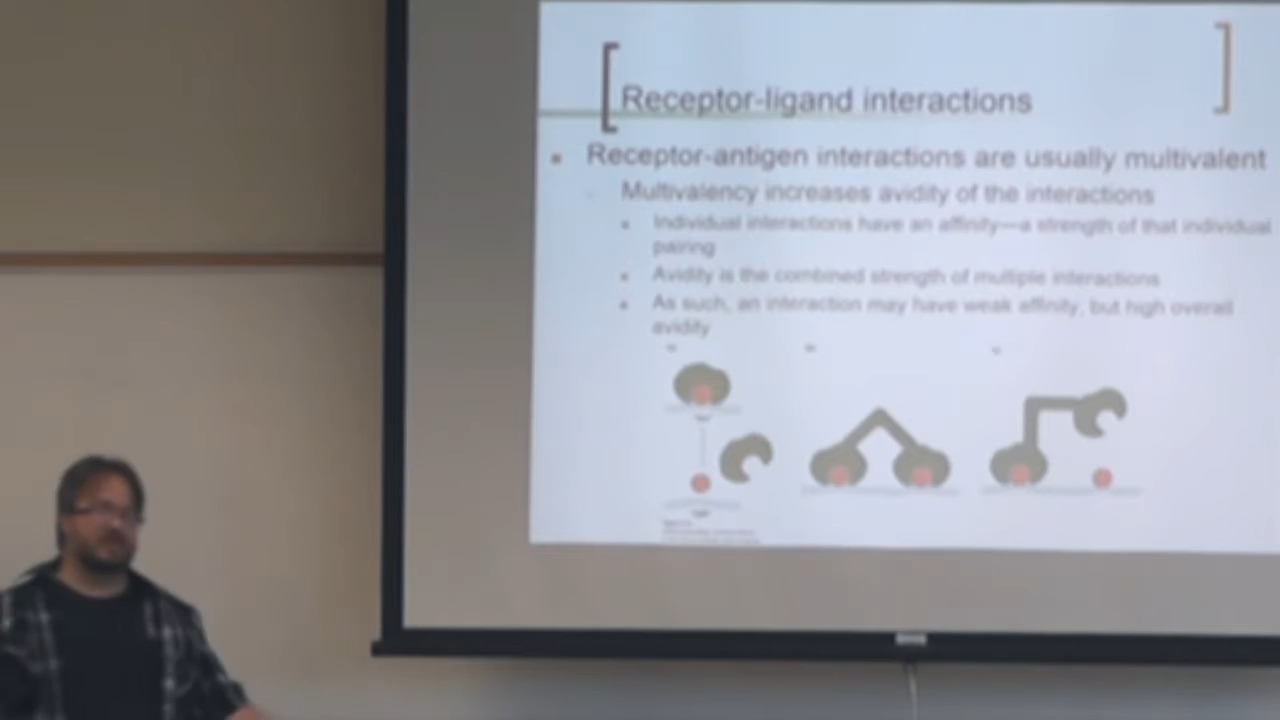 Receptor-ligand interactions
Receptor-antigen interactions are usually multivalent
Multivalency increases avidity of the interactions
Individual interactions have an affinity—a strength of that individual
pairing
Avidity is the combined strength of multiple interactions
As such, an interaction may have weak affinity, but high overall
avidity